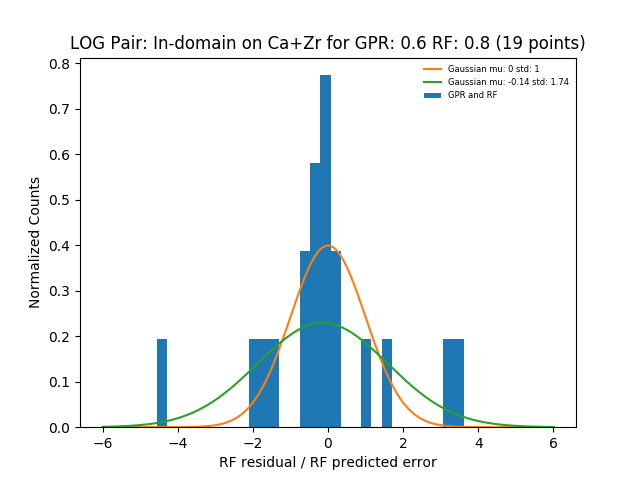 LOG Pair: In-domain on Ca+Zr for GPR: 0.6 RF: 0.8 (19 points)
Gaussian mu: 0 std: 1
Gaussian mu: -0.14 std: 1.74
GPR and RF
Normalized Counts
0.8
0.7
0.6
0.5
0.4
0.3
0.2
0.1
0.0
−6 −4 −2 0 2 4 6
RF residual / RF predicted error